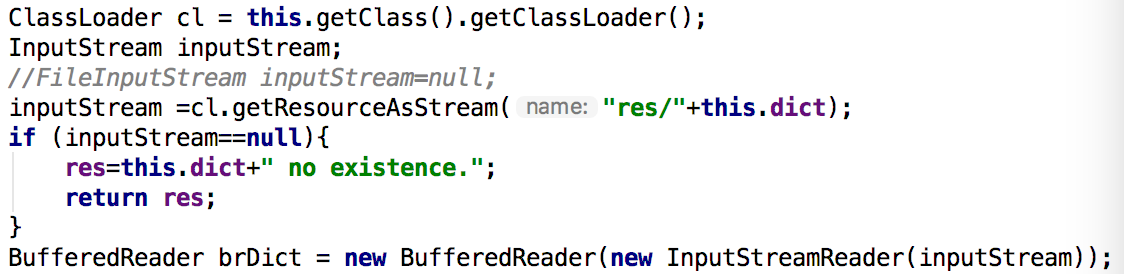 ClassLoader cl = this.getClass().getClassLoader();
InputStream inputStream;
//FileInputStream inputStream=null;
inputStream =cl.getResourceAsStream( name: "res/"+this.dict);
if (inputStream==null){
    res=this.dict+" no existence.";
    return res;
}
BufferedReader brDict = new BufferedReader(new InputStreamReader(inputStream));